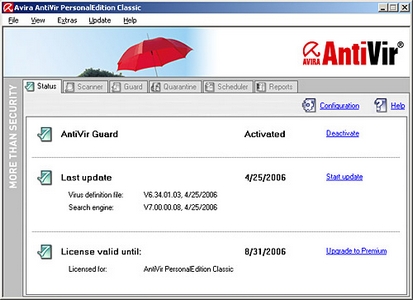 Avira AntiVir PersonalEdition Classic
File View Extras Update Help
AVIRA AntiVir®
Status Scanner Guard Quarantine Scheduler Reports
Configuration Help
MORE THAN SECURITY
AntiVir Guard Activated Deactivate
Last update 4/25/2006 Start update
Virus definition file: V6.34.01.03, 4/25/2006
Search engine: V7.00.00.08, 4/25/2006
License valid until: 8/31/2006 Upgrade to Premium
Licensed for: AntiVir PersonalEdition Classic